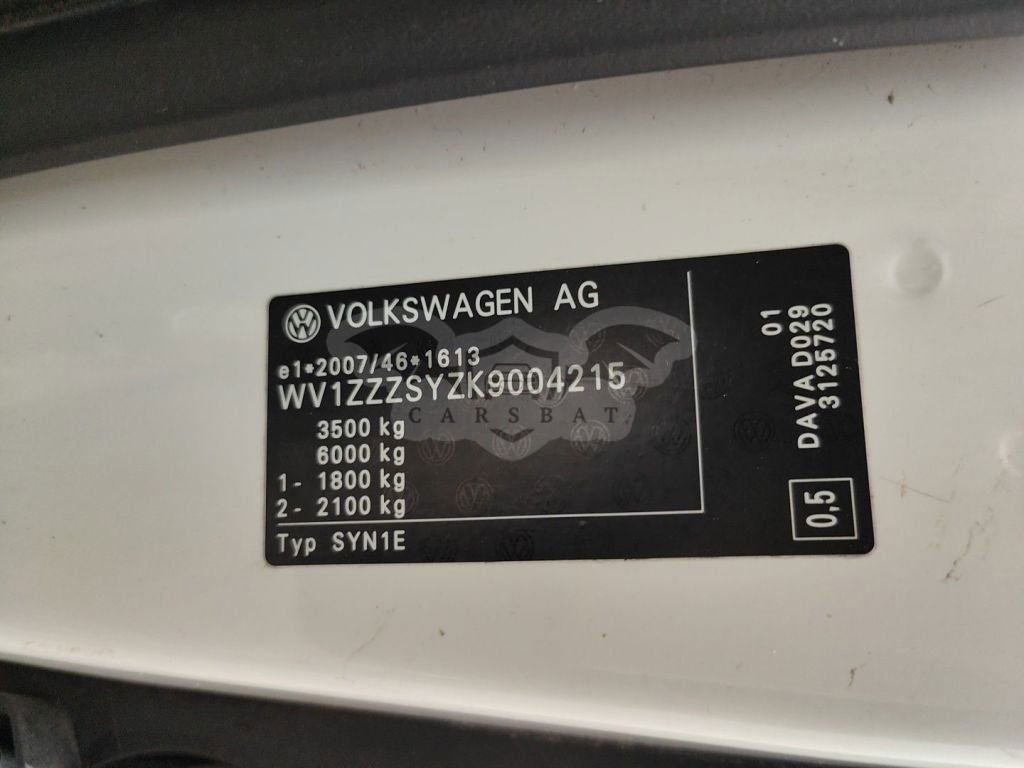 VOLKSWAGEN AG
e1*2007/46*1613
WV1ZZZSYZK9004215
CARSBAT
3500 kg
6000 kg
1- 1800 kg
2- 2100 kg
Typ SYN1E
01
DAVA.D029
3125720
0,5